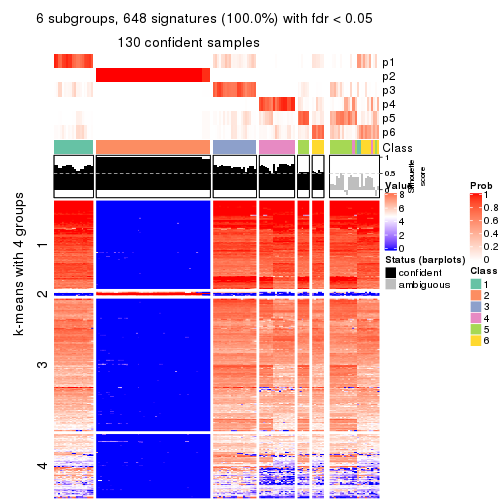 6 subgroups, 648 signatures (100.0%) with fdr < 0.05
130 confident samples
p1
p2
p3
p4
p5
p6
Class
1
0.5
0
Silhouette
score
k-means with 4 groups
1
2
3
4
Value
8
6
4
2
0
Status (barplots)
confident
ambiguous
Prob
1
0.8
0.6
0.4
0.2
0
Class
1
2
3
4
5
6